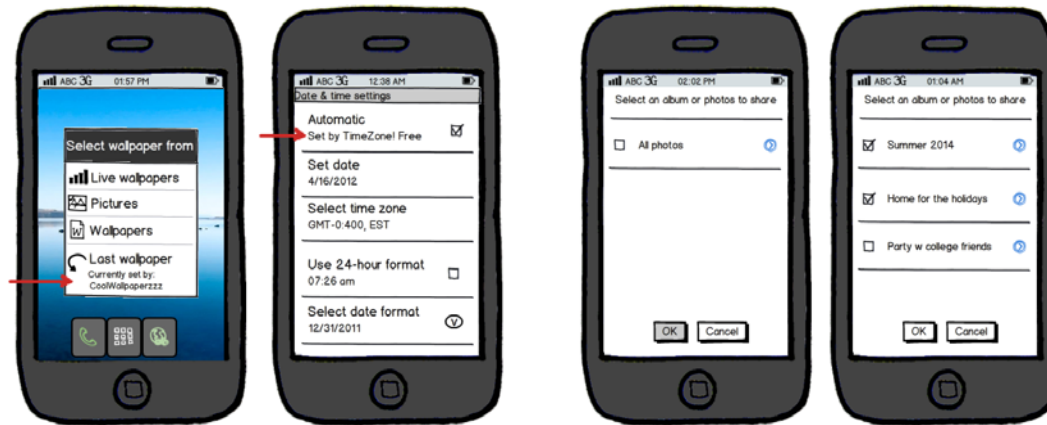 ABC 3G 01:57 PM
Select wallpaper from
Live wallpapers
Pictures
W Wallpapers
Last wallpaper
Currently set by:
CoolWallpaperzzz
ABC 3G 12:38 AM
Date & time settings
Automatic
Set by TimeZone! Free
Set date
4/16/2012
Select time zone
GMT-0:400, EST
Use 24-hour format
07:26 am
Select date format
12/31/2011
V
ABC 3G 02:02 PM
Select an album or photos to share
All photos
OK Cancel
ABC 3G 01:04 AM
Select an album or photos to share
Summer 2014
Home for the holidays
Party w college friends
OK Cancel